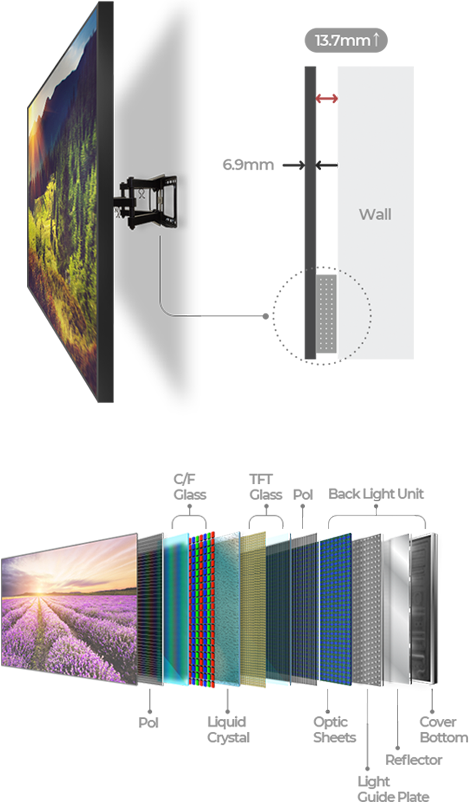 13.7mm↑
6.9mm
Wall
C/F
Glass
TFT
Glass
Pol
Back Light Unit
Pol
Liquid
Crystal
Optic
Sheets
Cover
Bottom
Reflector
Light
Guide Plate